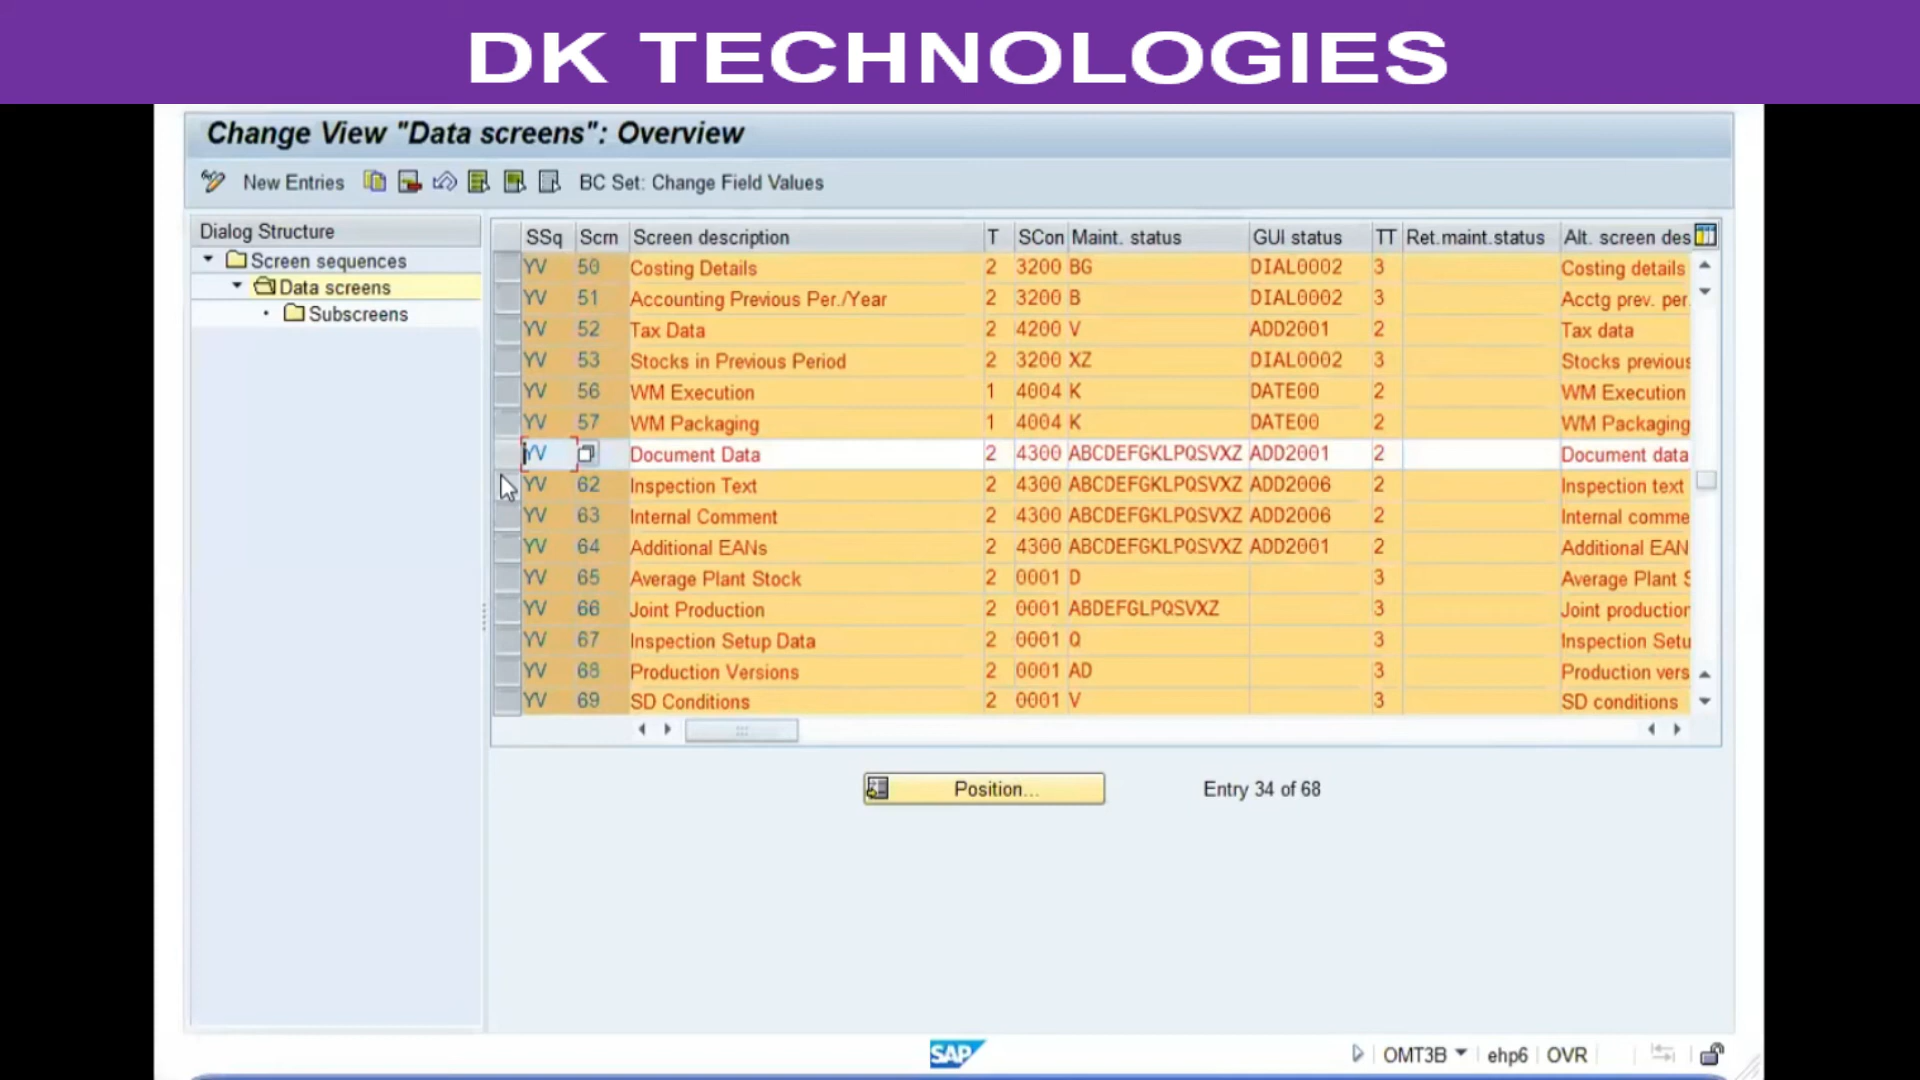 DK TECHNOLOGIES
Change View "Data screens": Overview
New Entries BC Set: Change Field Values
Dialog Structure
Screen sequences
Data screens
Subscreens
SSq Scrn Screen description T SCon Maint. status GUI status TT Ret.maint.status Alt. screen des
YV 50 Costing Details 2 3200 BG DIAL0002 3 Costing details
YV 51 Accounting Previous Per./Year 2 3200 B DIAL0002 3 Acctg prev. per.
YV 52 Tax Data 2 4200 V ADD2001 2 Tax data
YV 53 Stocks in Previous Period 2 3200 XZ DIAL0002 3 Stocks previous
YV 56 WM Execution 1 4004 K DATE00 2 WM Execution
YV 57 WM Packaging 1 4004 K DATE00 2 WM Packaging
YV Document Data 2 4300 ABCDEFGKLPQSVXZ ADD2001 2 Document data
YV 62 Inspection Text 2 4300 ABCDEFGKLPQSVXZ ADD2006 2 Inspection text
YV 63 Internal Comment 2 4300 ABCDEFGKLPQSVXZ ADD2006 2 Internal comme
YV 64 Additional EANs 2 4300 ABCDEFGKLPQSVXZ ADD2001 2 Additional EAN
YV 65 Average Plant Stock 2 0001 D 3 Average Plant S
YV 66 Joint Production 2 0001 ABDEFGLPQSVXZ 3 Joint production
YV 67 Inspection Setup Data 2 0001 Q 3 Inspection Setu
YV 68 Production Versions 2 0001 AD 3 Production vers
YV 69 SD Conditions 2 0001 V 3 SD conditions
Position... Entry 34 of 68
SAP OMT3B ehp6 OVR